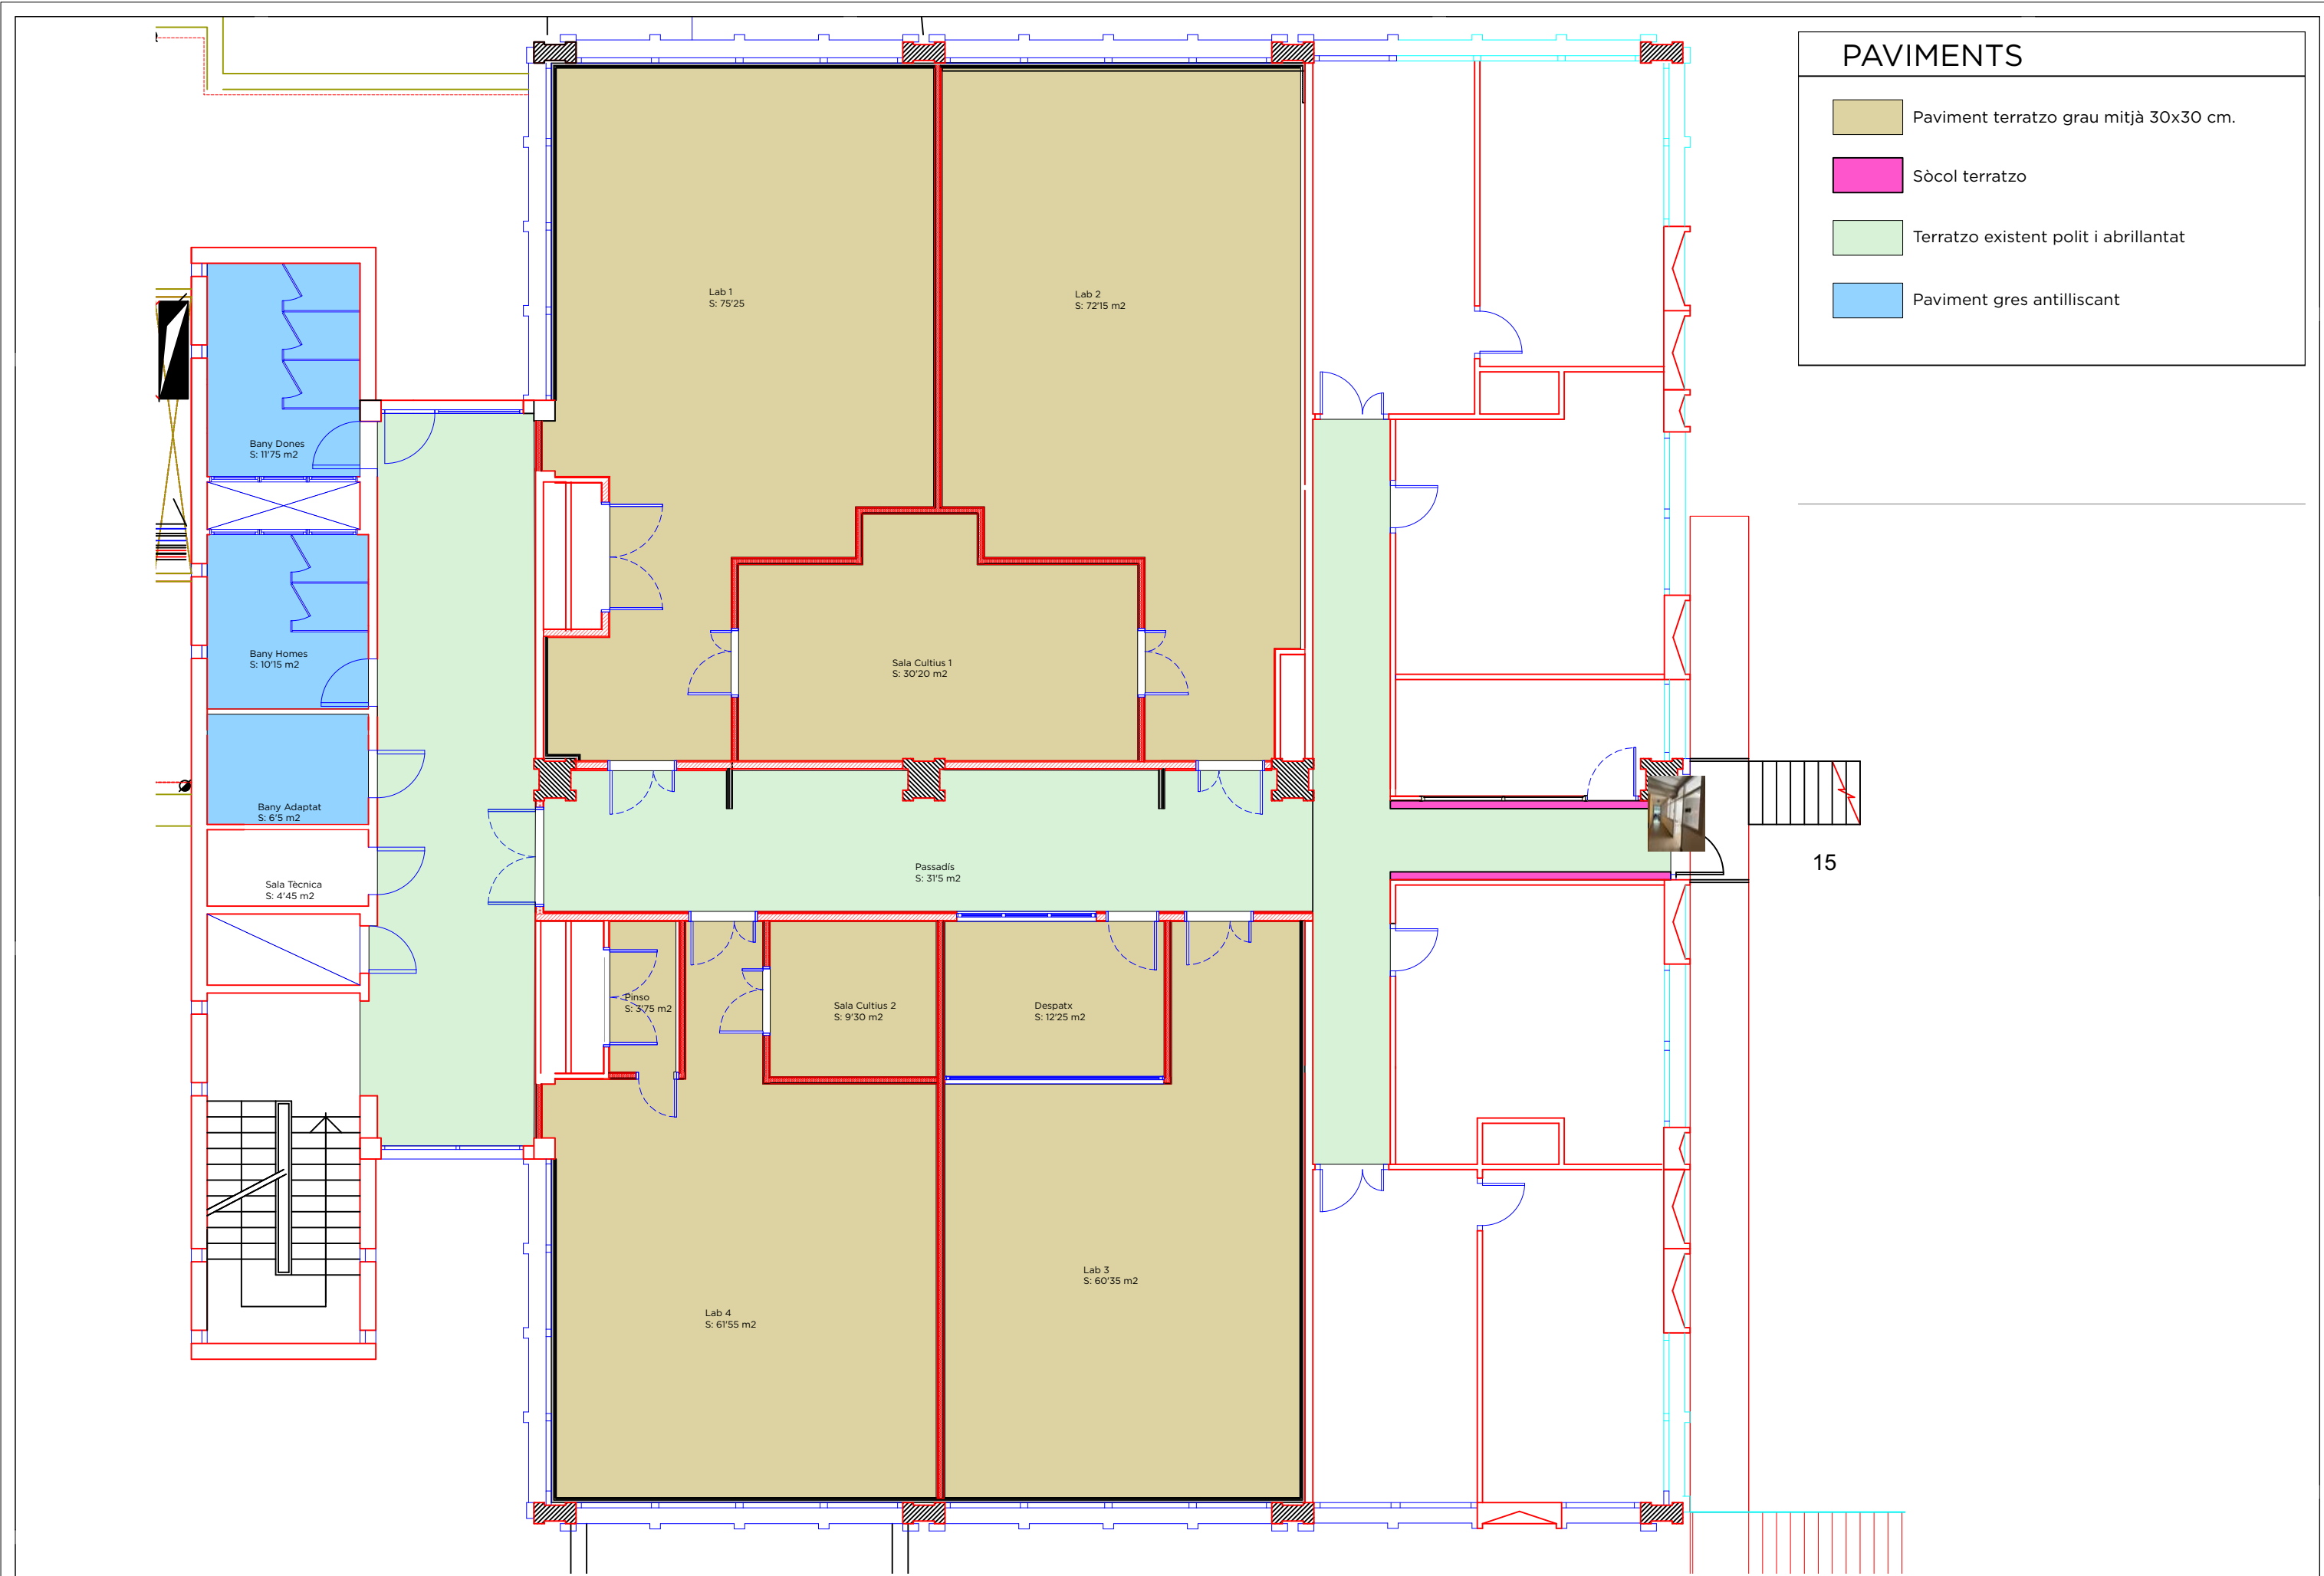 PAVIMENTS
Paviment terratzo grau mitjà 30x30 cm.
Sòcol terratzo
Terratzo existent polit i abrillantat
Paviment gres antilliscant
Lab 1
S: 75'25
Lab 2
S: 72'15 m2
Bany Dones
S: 11'75 m2
Bany Homes
S: 10'15 m2
Sala Cultius 1
S: 30'20 m2
Bany Adaptat
S: 6'5 m2
Sala Tècnica
S: 4'45 m2
Passadís
S: 31'5 m2
15
Pinso
S: 3'75 m2
Sala Cultius 2
S: 9'30 m2
Despatx
S: 12'25 m2
Lab 3
S: 60'35 m2
Lab 4
S: 61'55 m2